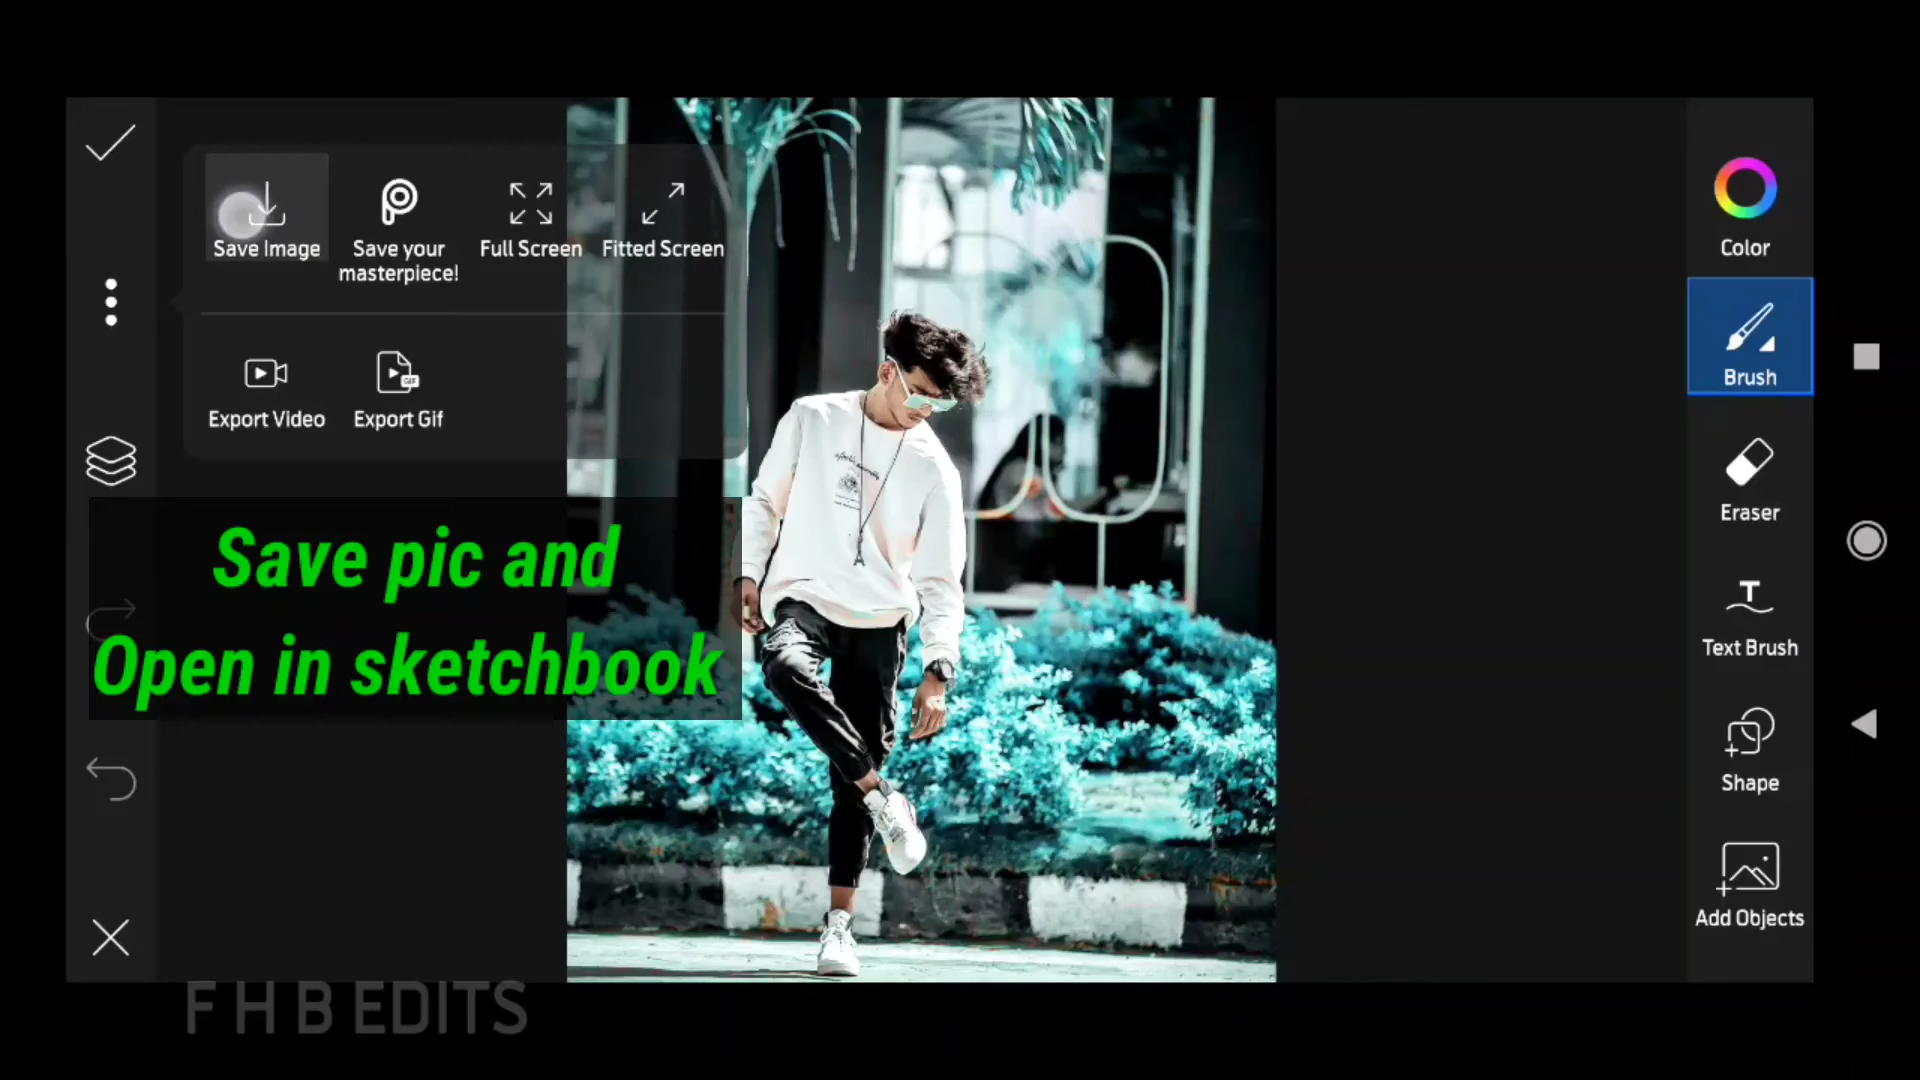 Save Image
Save your
masterpiece!
Full Screen
Fitted Screen
Export Video
GIF
Export Gif
Save pic and
Open in sketchbook
Color
Brush
Eraser
T
Text Brush
Shape
Add Objects
F H B EDITS